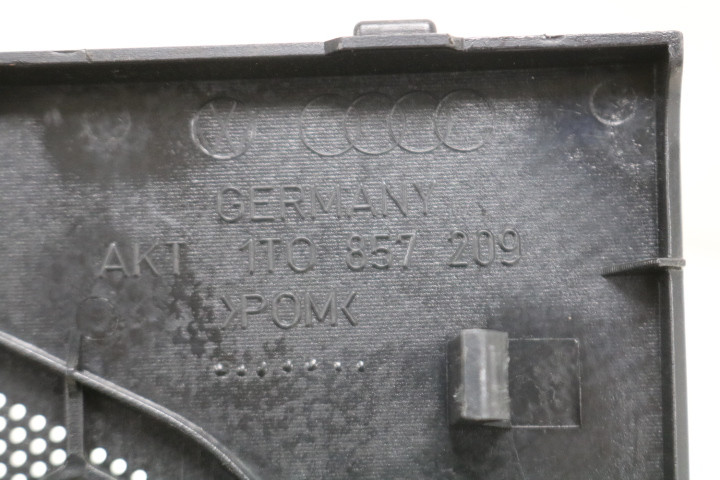 GERMANY
AKT 1T0 857 209
>POM<